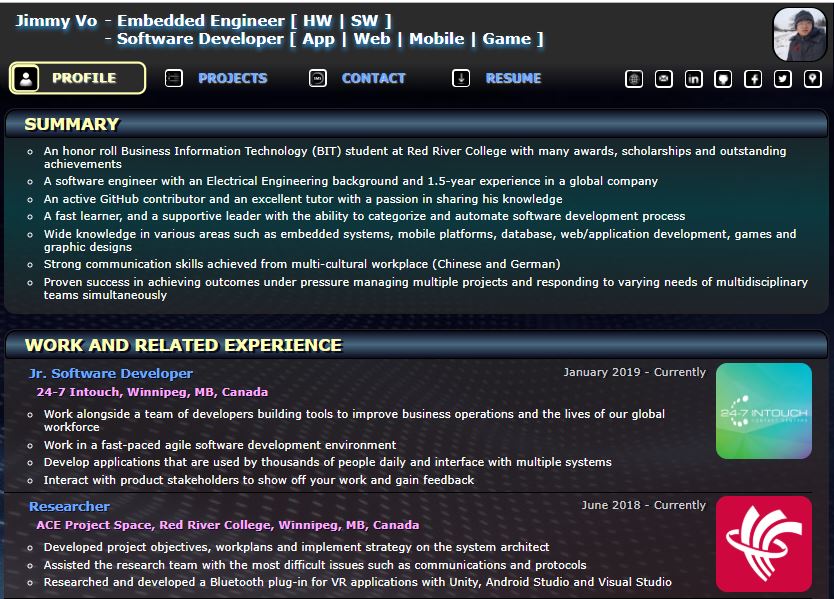 Jimmy Vo - Embedded Engineer [ HW | SW ]
- Software Developer [ App | Web | Mobile | Game ]
PROFILE PROJECTS CONTACT RESUME
SUMMARY
An honor roll Business Information Technology (BIT) student at Red River College with many awards, scholarships and outstanding
achievements
A software engineer with an Electrical Engineering background and 1.5-year experience in a global company
An active GitHub contributor and an excellent tutor with a passion in sharing his knowledge
A fast learner, and a supportive leader with the ability to categorize and automate software development process
Wide knowledge in various areas such as embedded systems, mobile platforms, database, web/application development, games and
graphic designs
Strong communication skills achieved from multi-cultural workplace (Chinese and German)
Proven success in achieving outcomes under pressure managing multiple projects and responding to varying needs of multidisciplinary
teams simultaneously
WORK AND RELATED EXPERIENCE
Jr. Software Developer January 2019 - Currently
24-7 Intouch, Winnipeg, MB, Canada
Work alongside a team of developers building tools to improve business operations and the lives of our global
workforce
Work in a fast-paced agile software development environment
Develop applications that are used by thousands of people daily and interface with multiple systems
Interact with product stakeholders to show off your work and gain feedback
24-7 INTOUCH
CONTACT CENTERS
Researcher June 2018 - Currently
ACE Project Space, Red River College, Winnipeg, MB, Canada
Developed project objectives, workplans and implement strategy on the system architect
Assisted the research team with the most difficult issues such as communications and protocols
Researched and developed a Bluetooth plug-in for VR applications with Unity, Android Studio and Visual Studio